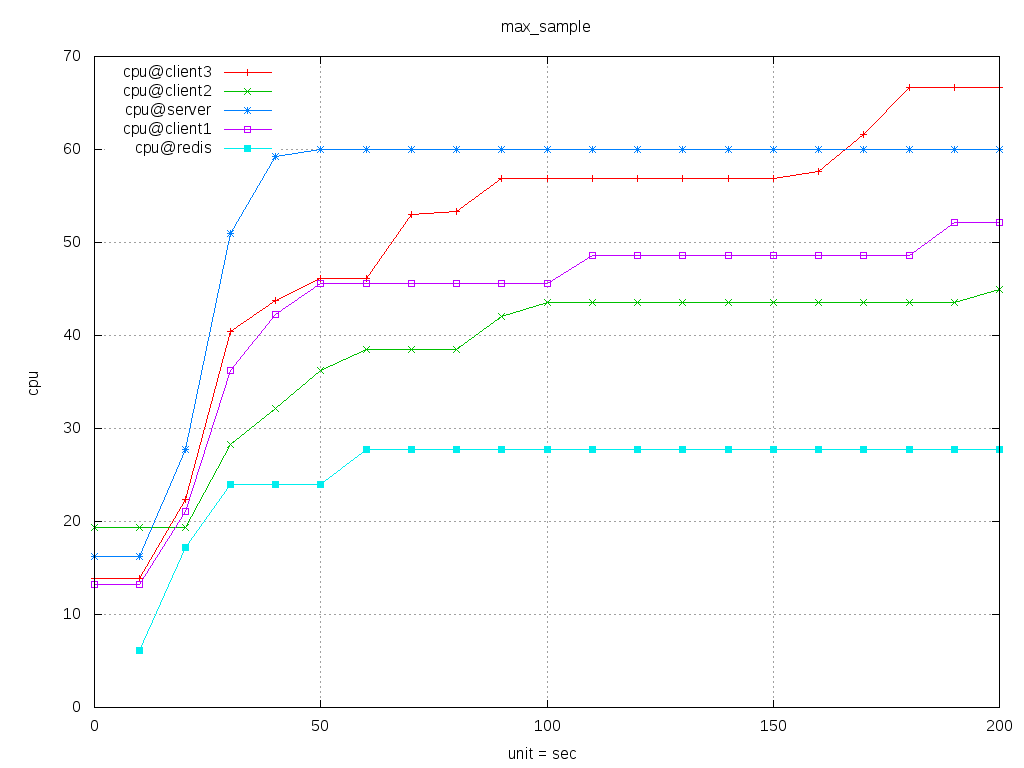 max_sample
70
cpu@client3
cpu@client2
cpu@server
cpu@client1
cpu@redis
60
50
40
cpu
30
20
10
0
0 50 100 150 200
unit = sec